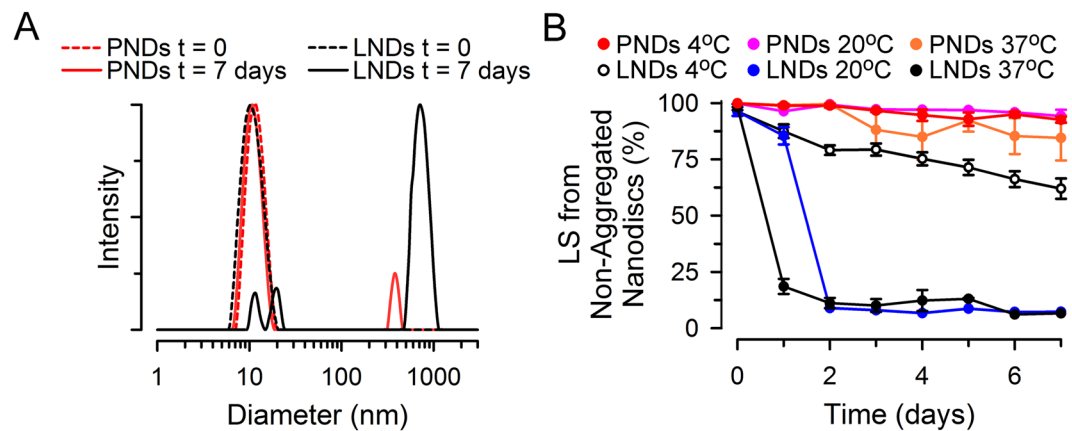 A
PNDs t = 0
LNDs t = 0
PNDs t = 7 days
LNDs t = 7 days
Intensity
1
10
100
1000
Diameter (nm)
B
PNDs 4ºC
PNDs 20ºC
PNDs 37ºC
LNDs 4ºC
LNDs 20ºC
LNDs 37ºC
LS from
Non-Aggregated
Nanodiscs (%)
100
75
50
25
0
0
2
4
6
Time (days)